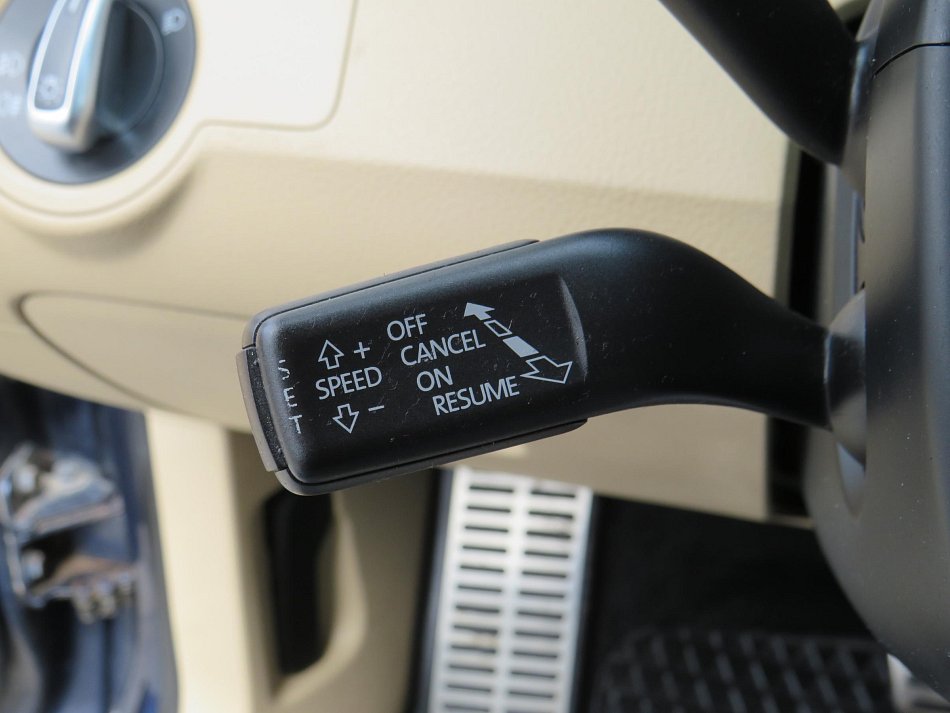 SET
+
SPEED
−
OFF
CANCEL
ON
RESUME